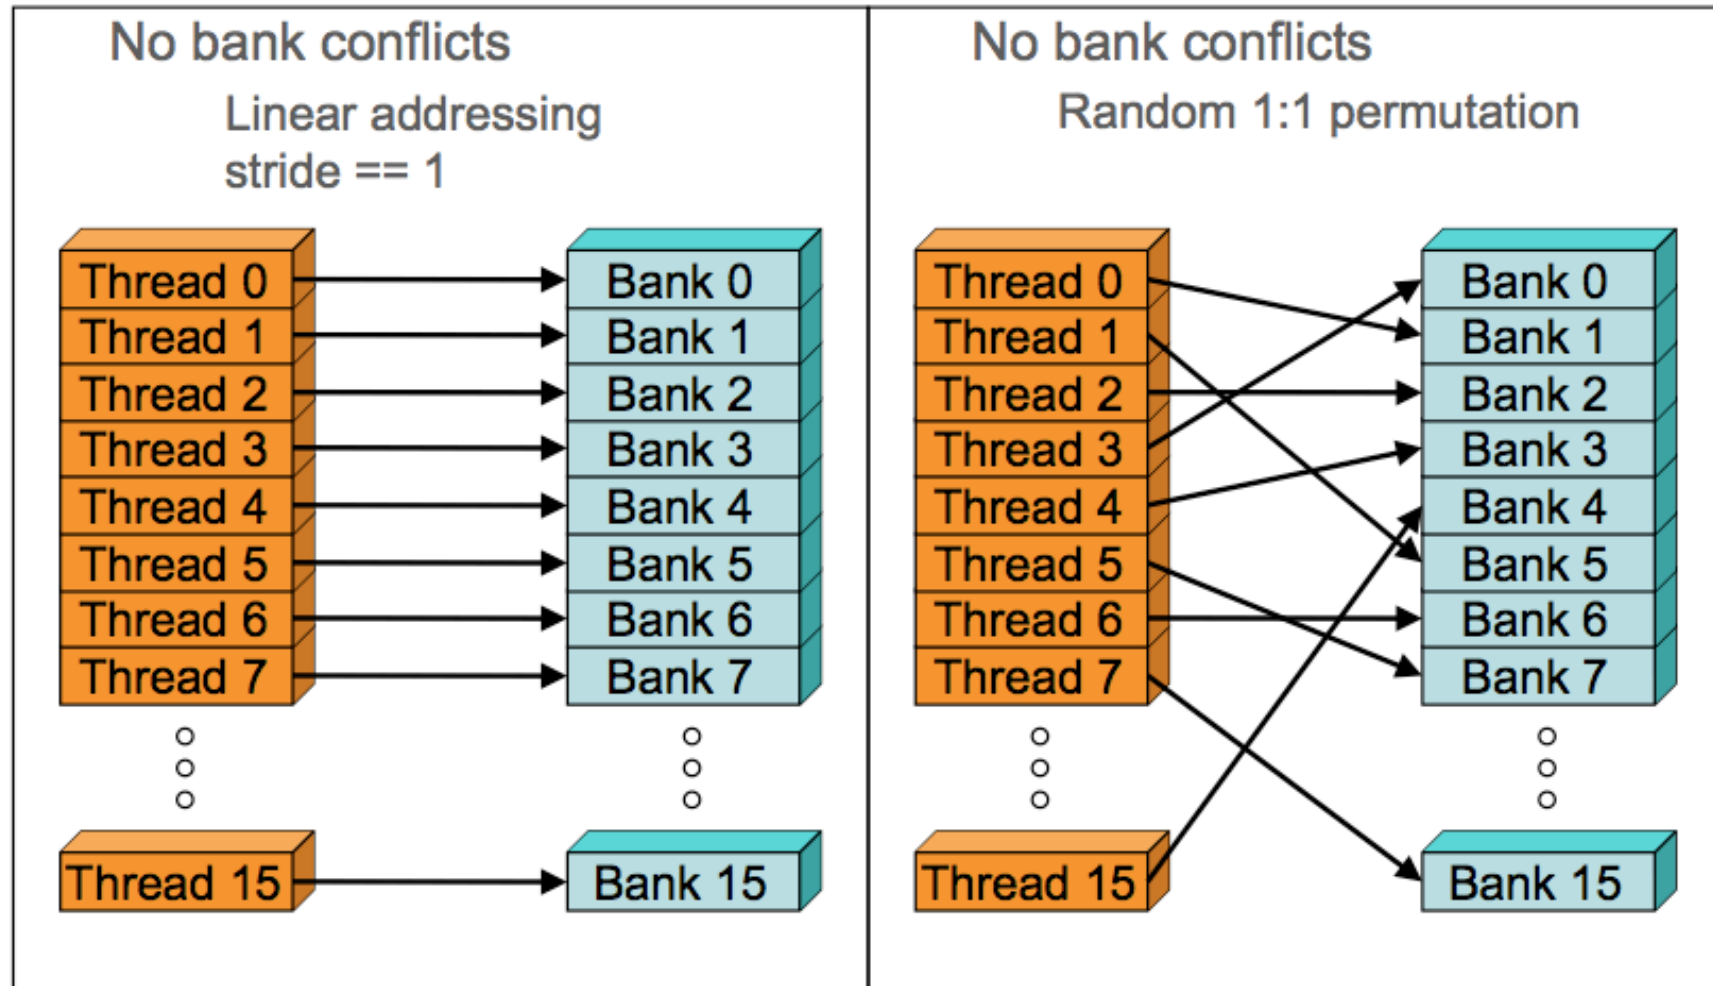 No bank conflicts
Linear addressing
stride == 1
Thread 0
Thread 1
Thread 2
Thread 3
Thread 4
Thread 5
Thread 6
Thread 7
Thread 15
Bank 0
Bank 1
Bank 2
Bank 3
Bank 4
Bank 5
Bank 6
Bank 7
Bank 15
No bank conflicts
Random 1:1 permutation
Thread 0
Thread 1
Thread 2
Thread 3
Thread 4
Thread 5
Thread 6
Thread 7
Thread 15
Bank 0
Bank 1
Bank 2
Bank 3
Bank 4
Bank 5
Bank 6
Bank 7
Bank 15